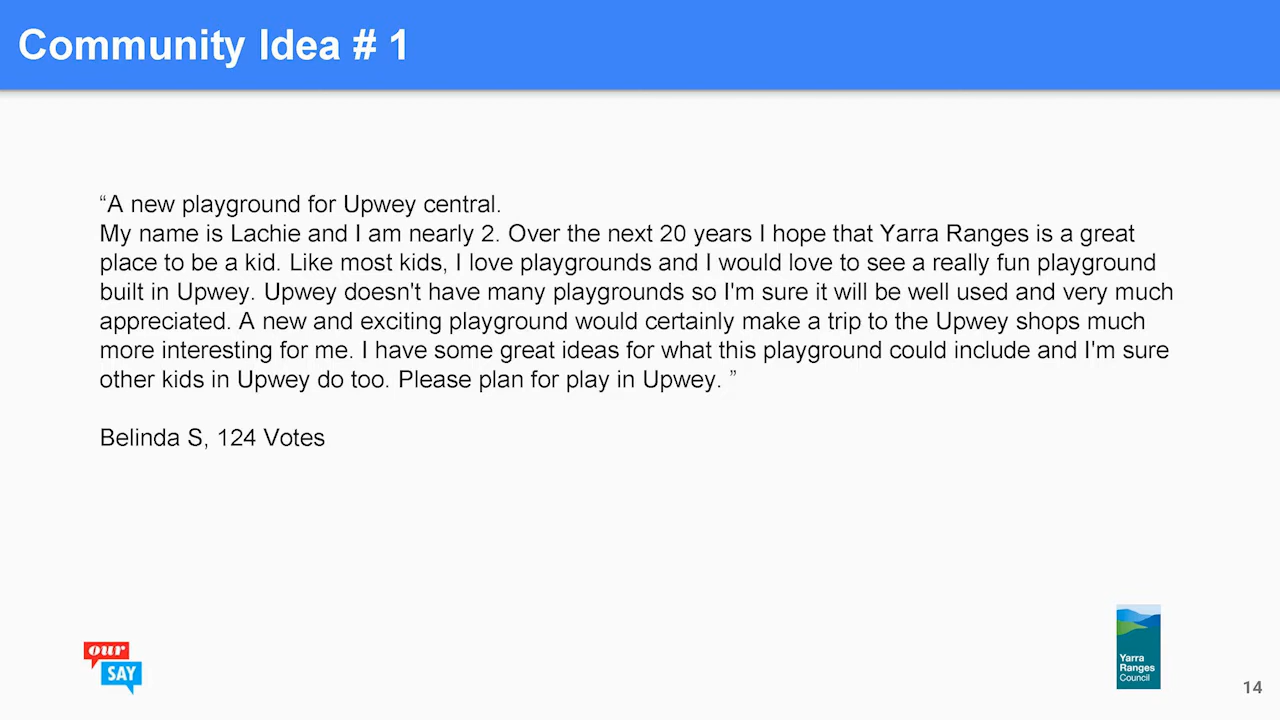 Community Idea # 1
“A new playground for Upwey central.
My name is Lachie and I am nearly 2. Over the next 20 years I hope that Yarra Ranges is a great
place to be a kid. Like most kids, I love playgrounds and I would love to see a really fun playground
built in Upwey. Upwey doesn't have many playgrounds so I'm sure it will be well used and very much
appreciated. A new and exciting playground would certainly make a trip to the Upwey shops much
more interesting for me. I have some great ideas for what this playground could include and I'm sure
other kids in Upwey do too. Please plan for play in Upwey. ”
Belinda S, 124 Votes
our
SAY
Yarra
Ranges
Council
14